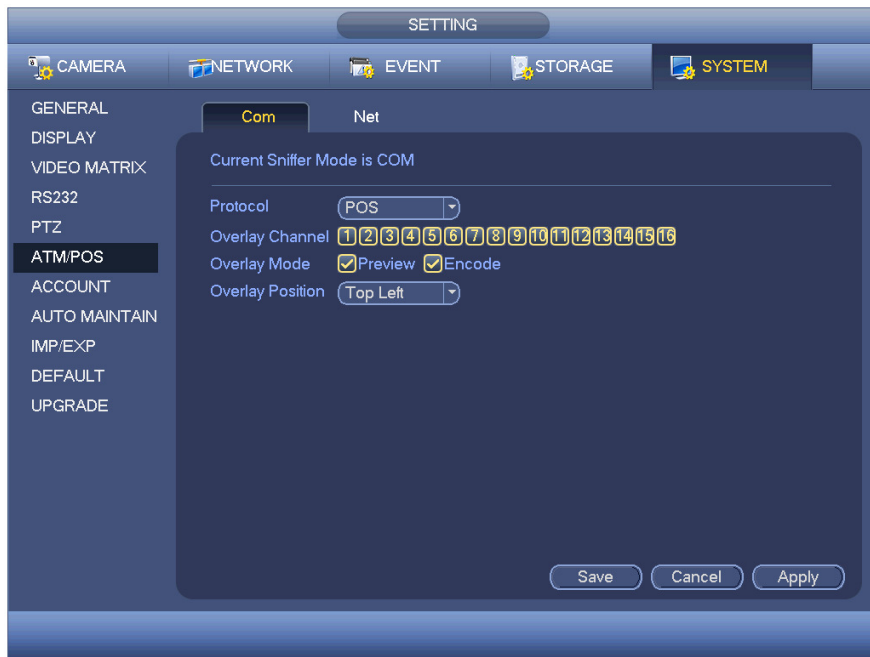 SETTING
CAMERA NETWORK EVENT STORAGE SYSTEM
GENERAL
DISPLAY
VIDEO MATRIX
RS232
PTZ
ATM/POS
ACCOUNT
AUTO MAINTAIN
IMP/EXP
DEFAULT
UPGRADE
Com Net
Current Sniffer Mode is COM
Protocol POS
Overlay Channel 1 2 3 4 5 6 7 8 9 10 11 12 13 14 15 16
Overlay Mode Preview Encode
Overlay Position Top Left
Save Cancel Apply